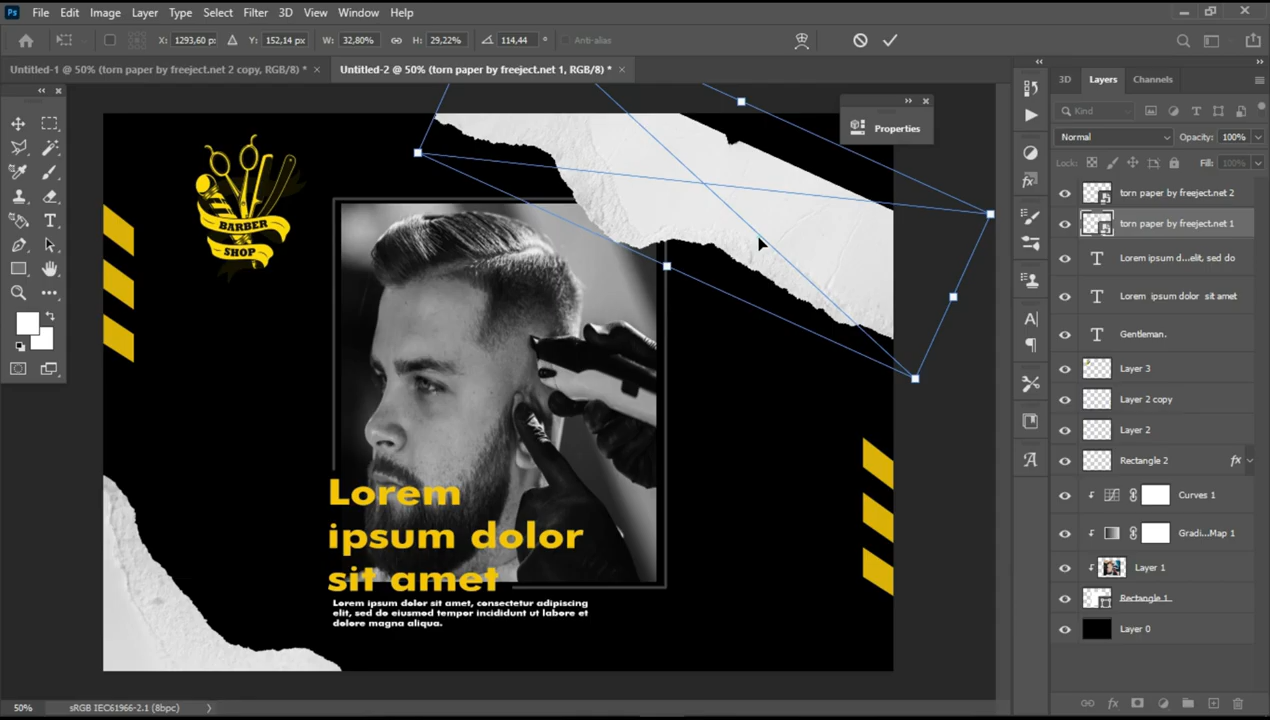 Ps File Edit Image Layer Type Select Filter 3D View Window Help
X: 1293,60 px Y: 152,14 px W: 32,80% H: 29,22% 114,44 ° Anti-alias
Untitled-1 @ 50% (torn paper by freeject.net 2 copy, RGB/8) * × Untitled-2 @ 50% (torn paper by freeject.net 1, RGB/8) * ×
Properties
3D Layers Channels
Kind
Normal Opacity: 100%
Lock: Fill: 100%
torn paper by freeject.net 2
torn paper by freeject.net 1
Lorem ipsum d...elit, sed do
Lorem ipsum dolor sit amet
Gentleman.
Layer 3
Layer 2 copy
Layer 2
Rectangle 2 fx
Curves 1
Gradi...Map 1
Layer 1
Rectangle 1
Layer 0
BARBER
SHOP
Lorem
ipsum dolor
sit amet
Lorem ipsum dolor sit amet, consectetur adipiscing
elit, sed do eiusmod tempor incididunt ut labore et
dolore magna aliqua.
50% sRGB IEC61966-2.1 (8bpc)